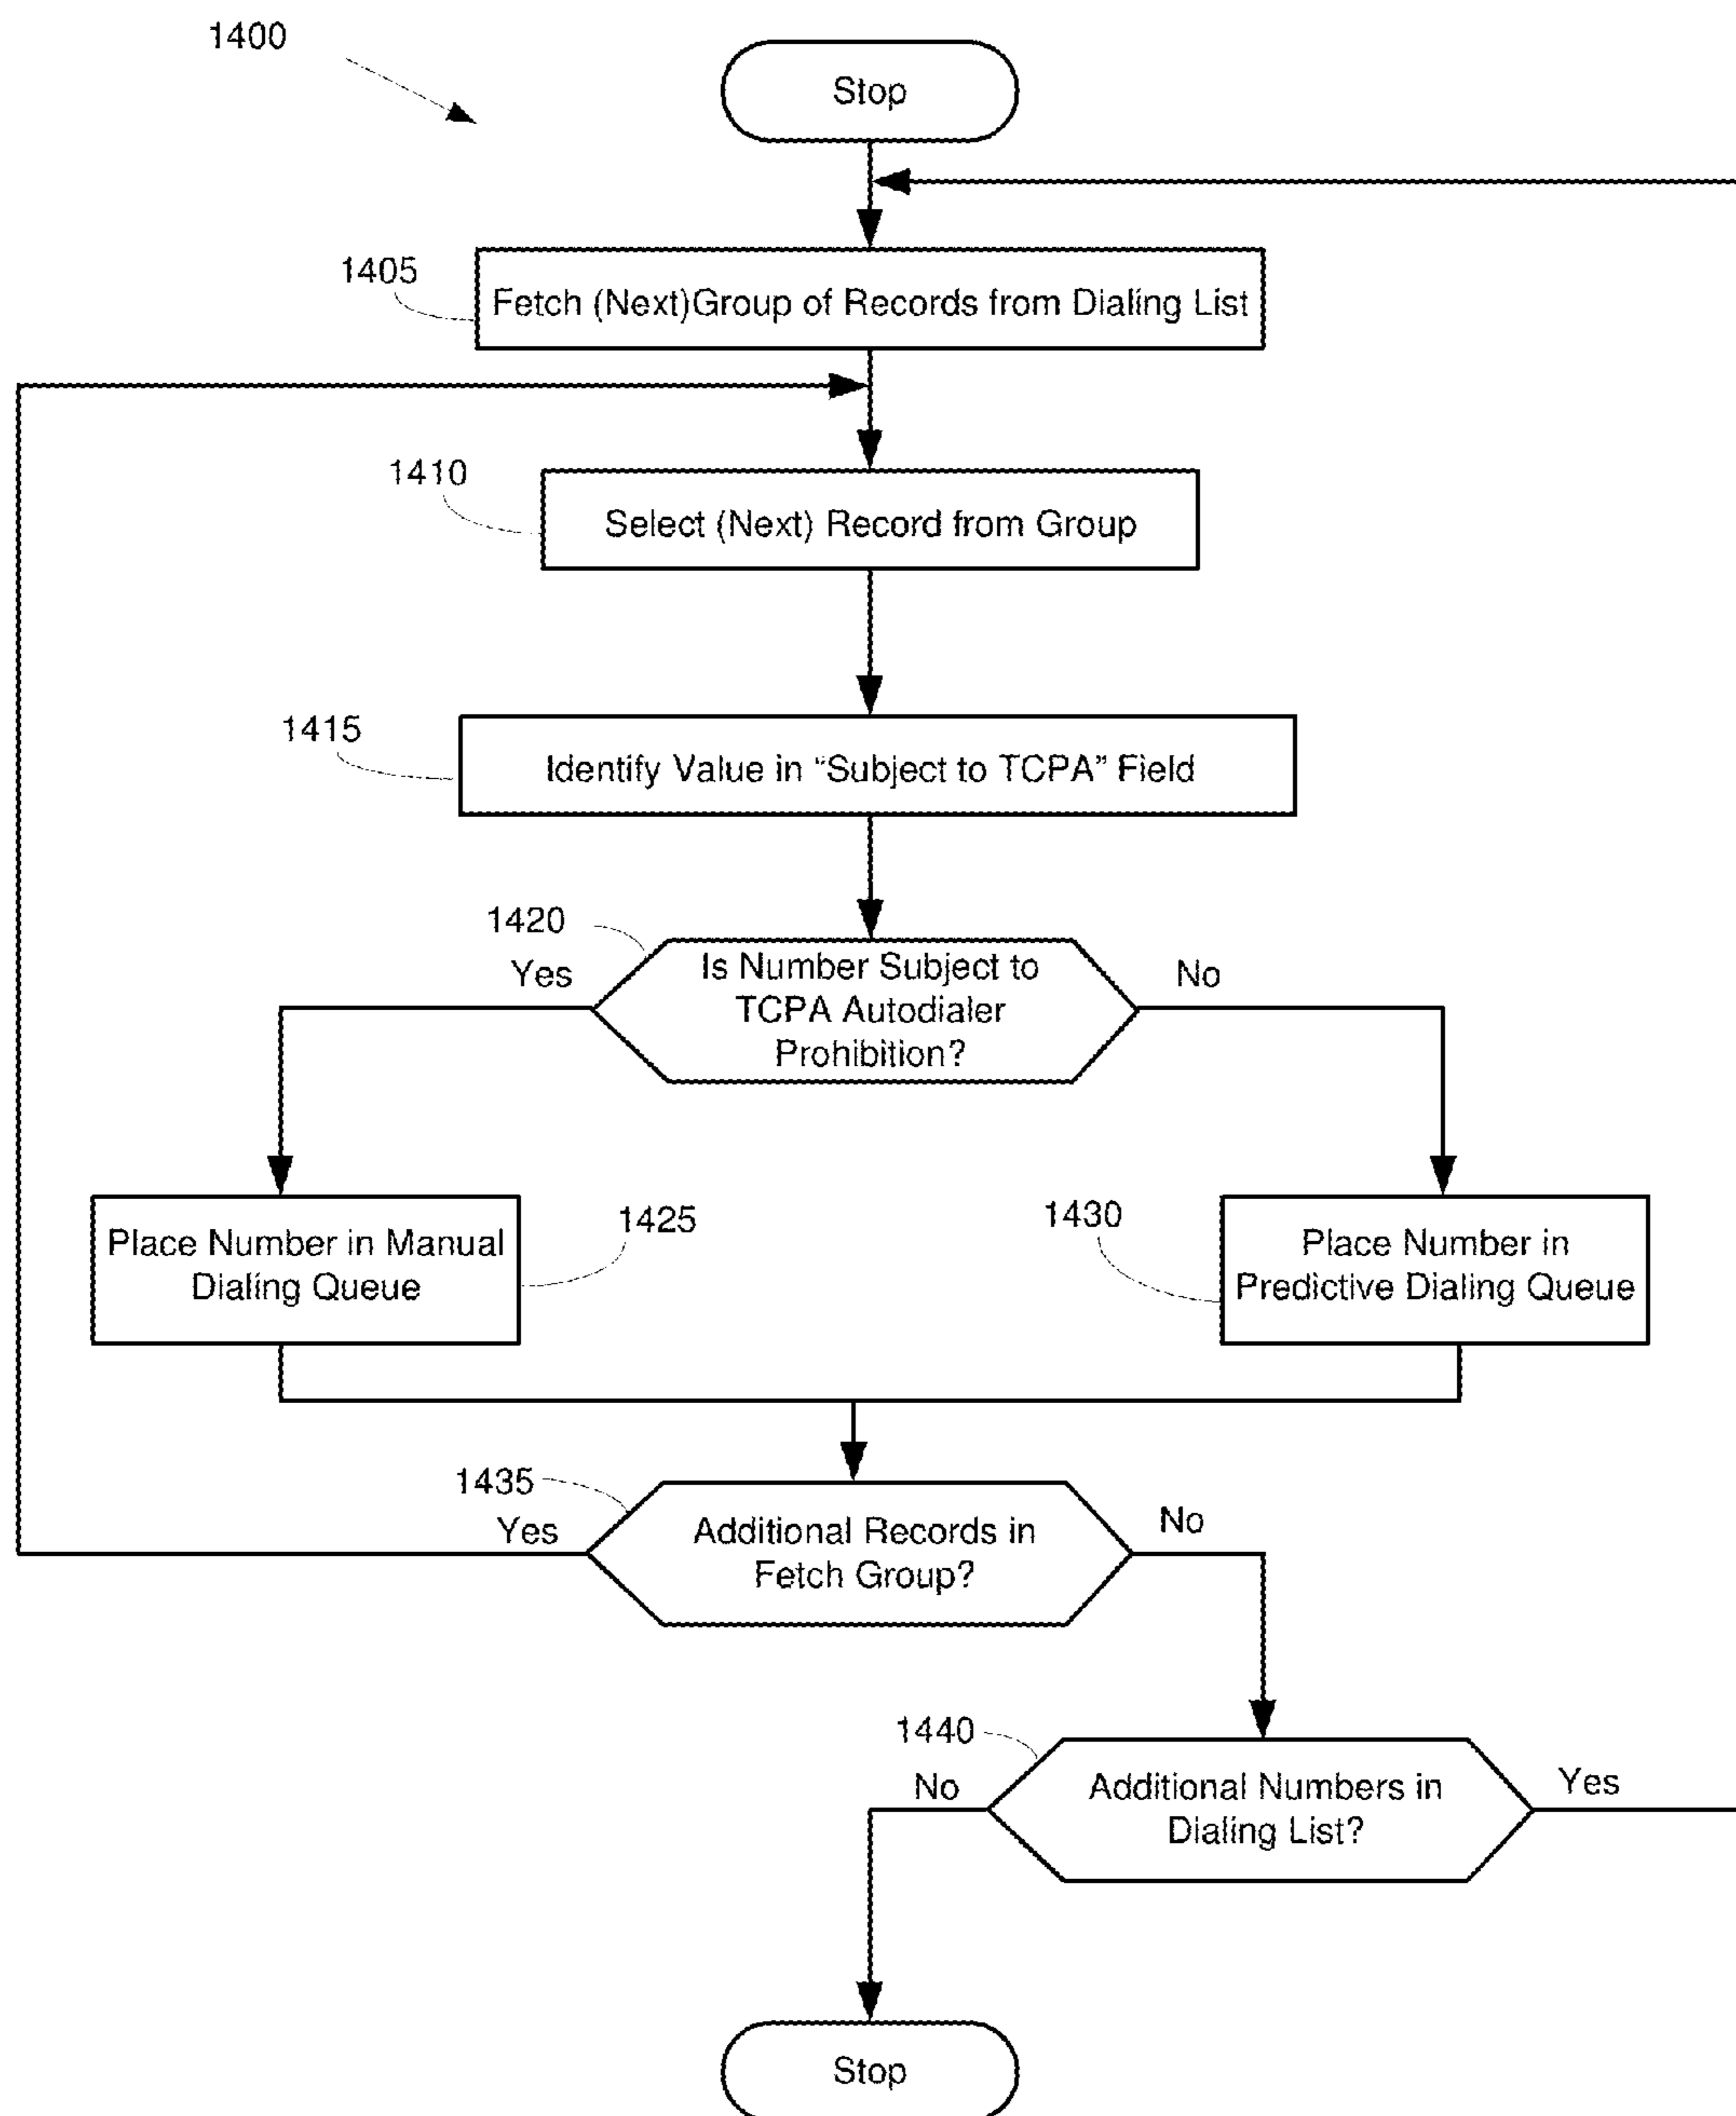 1400
Stop
1405
Fetch (Next)Group of Records from Dialing List
1410
Select (Next) Record from Group
1415
Identify Value in “Subject to TCPA” Field
1420
Yes
Is Number Subject to
TCPA Autodialer
Prohibition?
No
Place Number in Manual
Dialing Queue
1425
1430
Place Number in
Predictive Dialing Queue
1435
Yes
Additional Records in
Fetch Group?
No
1440
No
Additional Numbers in
Dialing List?
Yes
Stop